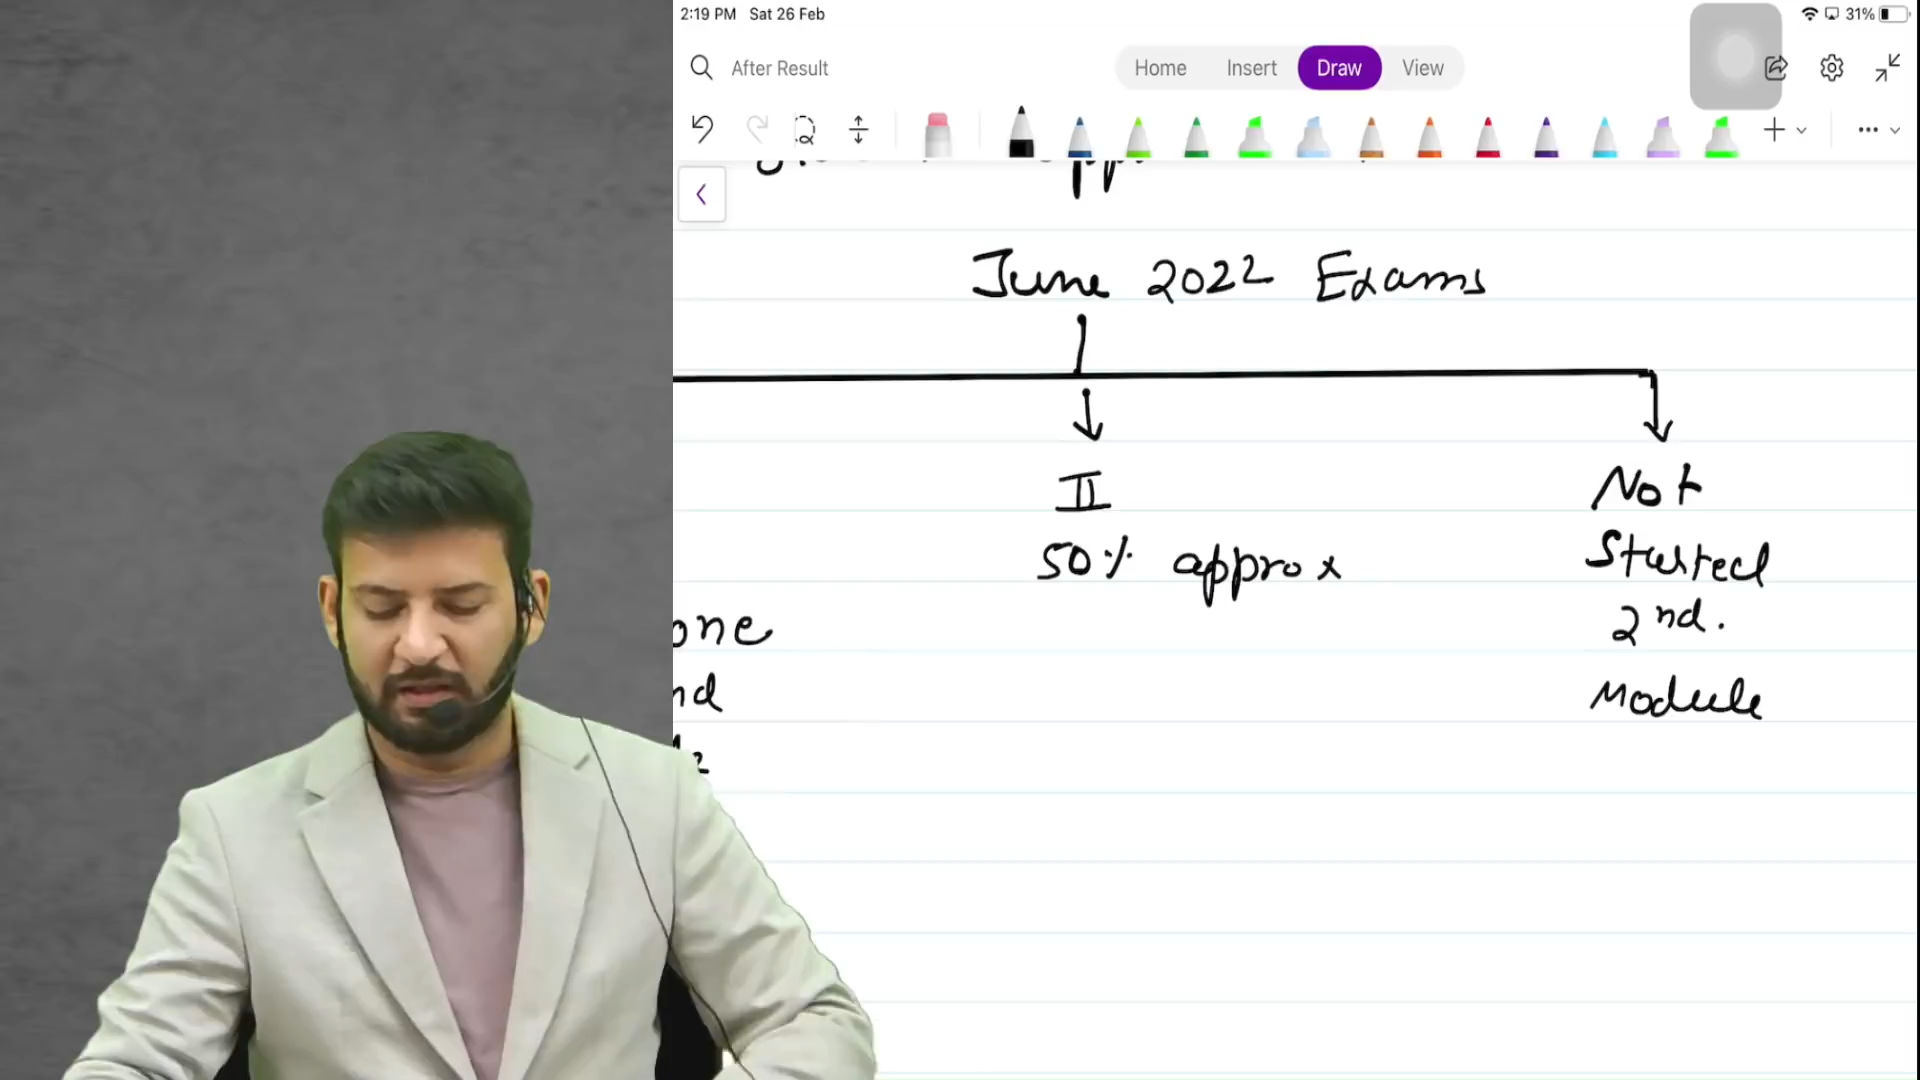 2:19 PM Sat 26 Feb
31%
After Result
Home Insert Draw View
June 2022 Exams
II
50% approx
one
nd
Not
Started
2nd.
Module